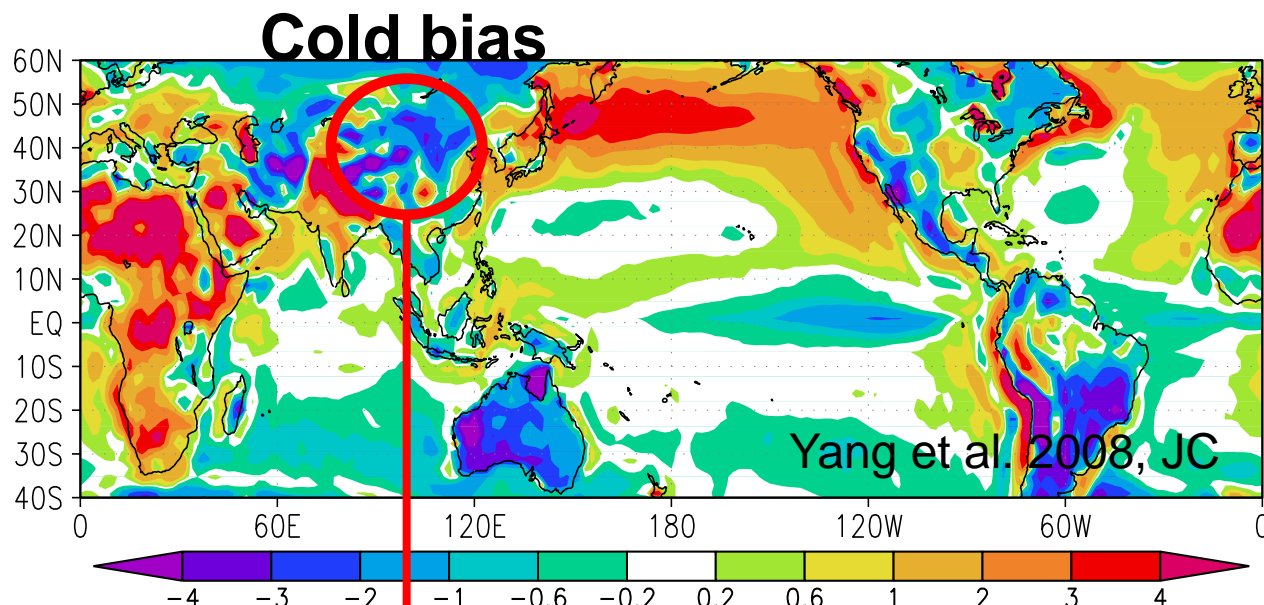 Cold bias
60N
50N
40N
30N
20N
10N
EQ
10S
20S
30S
40S
Yang et al. 2008, JC
0 60E 120E 180 120W 60W 0
-4 -3 -2 -1 -0.6 -0.2 0.2 0.6 1 2 3 4